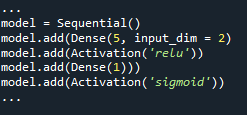 ...
model = Sequential()
model.add(Dense(5, input_dim = 2)
model.add(Activation('relu'))
model.add(Dense(1)))
model.add(Activation('sigmoid'))
...